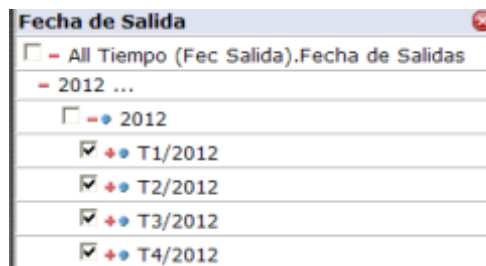 Fecha de Salida
All Tiempo (Fec Salida).Fecha de Salidas
2012 ...
2012
T1/2012
T2/2012
T3/2012
T4/2012